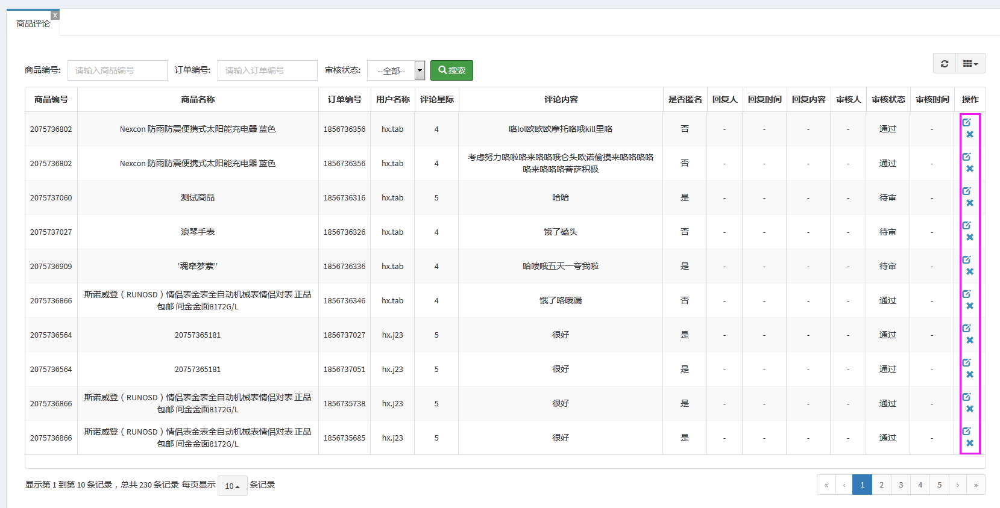 商品评论 x
商品编号: 请输入商品编号 订单编号: 请输入订单编号 审核状态: --全部-- 搜索
商品编号 商品名称 订单编号 用户名称 评论星际 评论内容 是否匿名 回复人 回复时间 回复内容 审核人 审核状态 审核时间 操作
2075736802 Nexcon 防雨防震便携式太阳能充电器 蓝色 1856736356 hx.tab 4 咯lol欧欧欧摩托咯哦kill里咯 否 - - - - 通过 -
2075736802 Nexcon 防雨防震便携式太阳能充电器 蓝色 1856736356 hx.tab 4 考虑努力咯啦咯来咯咯哦仑头欧诺偷摸来咯咯咯咯 否 - - - - 通过 -
咯来咯咯咯菩萨积极
2075737060 测试商品 1856736316 hx.tab 5 哈哈 是 - - - - 待审 -
2075737027 浪琴手表 1856736326 hx.tab 4 饿了磕头 否 - - - - 待审 -
2075736909 '魂牵梦萦'' 1856736336 hx.tab 4 哈喽哦五天一夸我啦 是 - - - - 待审 -
2075736866 斯诺威登（RUNOSD）情侣表金表全自动机械表情侣对表 正品 1856736346 hx.tab 4 饿了咯哦漏 否 - - - - 通过 -
包邮 间金金面8172G/L
2075736564 20757365181 1856737027 hx.j23 5 很好 是 - - - - 通过 -
2075736564 20757365181 1856737051 hx.j23 5 很好 是 - - - - 通过 -
2075736866 斯诺威登（RUNOSD）情侣表金表全自动机械表情侣对表 正品 1856735738 hx.j23 5 很好 是 - - - - 通过 -
包邮 间金金面8172G/L
2075736866 斯诺威登（RUNOSD）情侣表金表全自动机械表情侣对表 正品 1856735685 hx.j23 5 很好 是 - - - - 通过 -
包邮 间金金面8172G/L
显示第 1 到第 10 条记录，总共 230 条记录 每页显示 10 条记录 « ‹ 1 2 3 4 5 › »